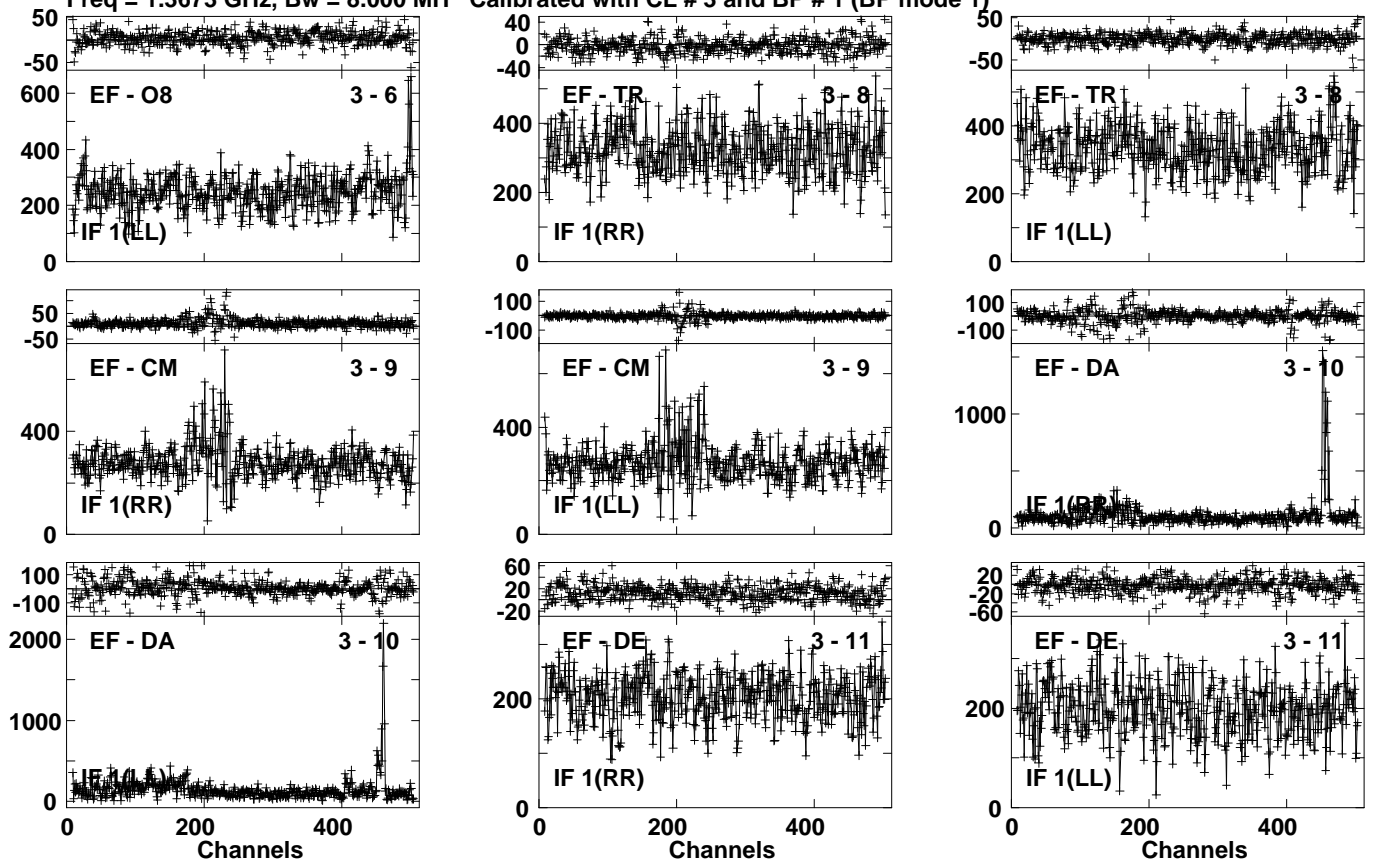 Freq = GHz, Bw = 8.000 MH Calibrated with CL # 3 and BP # 1 (BP mode 1)
50
-50
600
400
200
0
EF - O8 3 - 6
IF 1(LL)
40
0
-40
400
200
0
EF - TR 3 - 8
IF 1(RR)
50
-50
400
200
0
EF - TR 3 - 8
IF 1(LL)
50
-50
400
0
EF - CM 3 - 9
IF 1(RR)
100
-100
400
0
EF - CM 3 - 9
IF 1(LL)
100
-100
1000
0
EF - DA 3 - 10
IF 1(RR)
100
-100
2000
1000
0
EF - DA 3 - 10
IF 1(LL)
0 200 400
Channels
60
20
-20
200
0
EF - DE 3 - 11
IF 1(RR)
0 200 400
Channels
20
-20
-60
200
0
EF - DE 3 - 11
IF 1(LL)
0 200 400
Channels